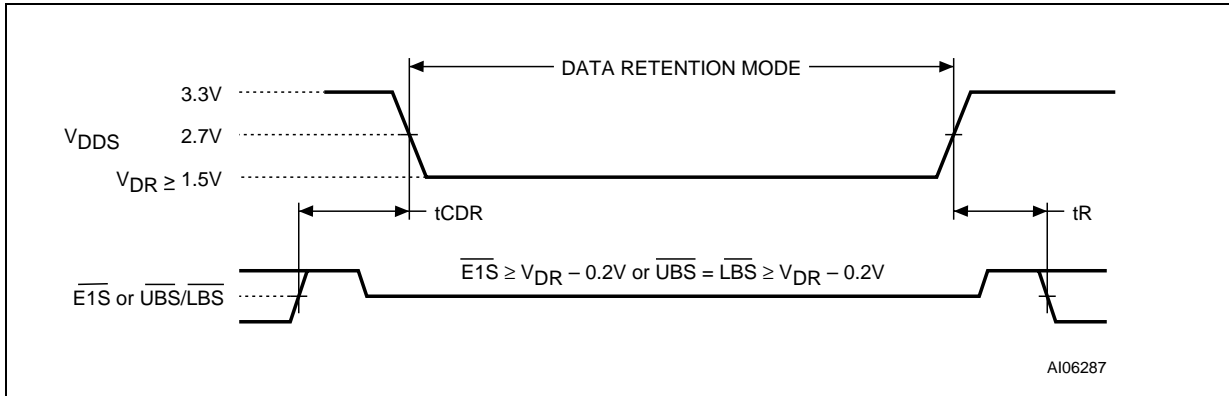 DATA RETENTION MODE
3.3V
VDDS 2.7V
VDR ≥ 1.5V
tCDR
tR
E1S ≥ VDR – 0.2V or UBS = LBS ≥ VDR – 0.2V
E1S or UBS/LBS
AI06287